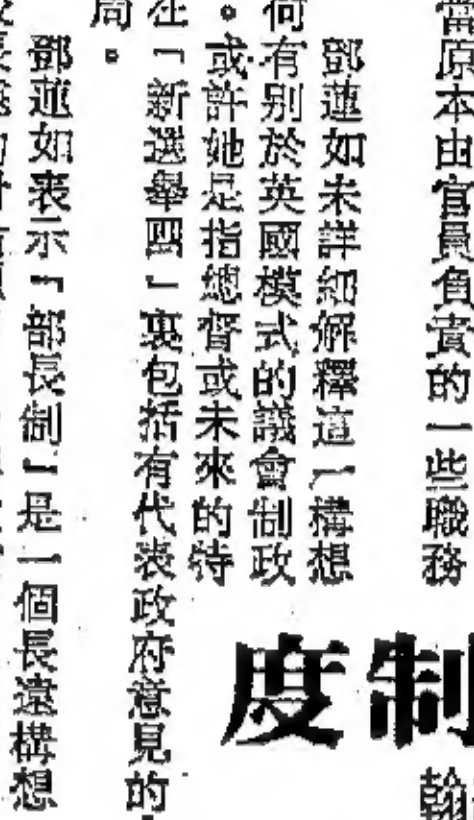 當原本由官員負責的一些職務
制度
翰
鄧蓮如未詳細解釋這一構想
何有別於英國模式的議會制政
。或許她是指總督或未來的特
在「新選舉團」裏包括有代表政府意見的
局。
鄧蓮如表示「部長制」是一個長遠構想